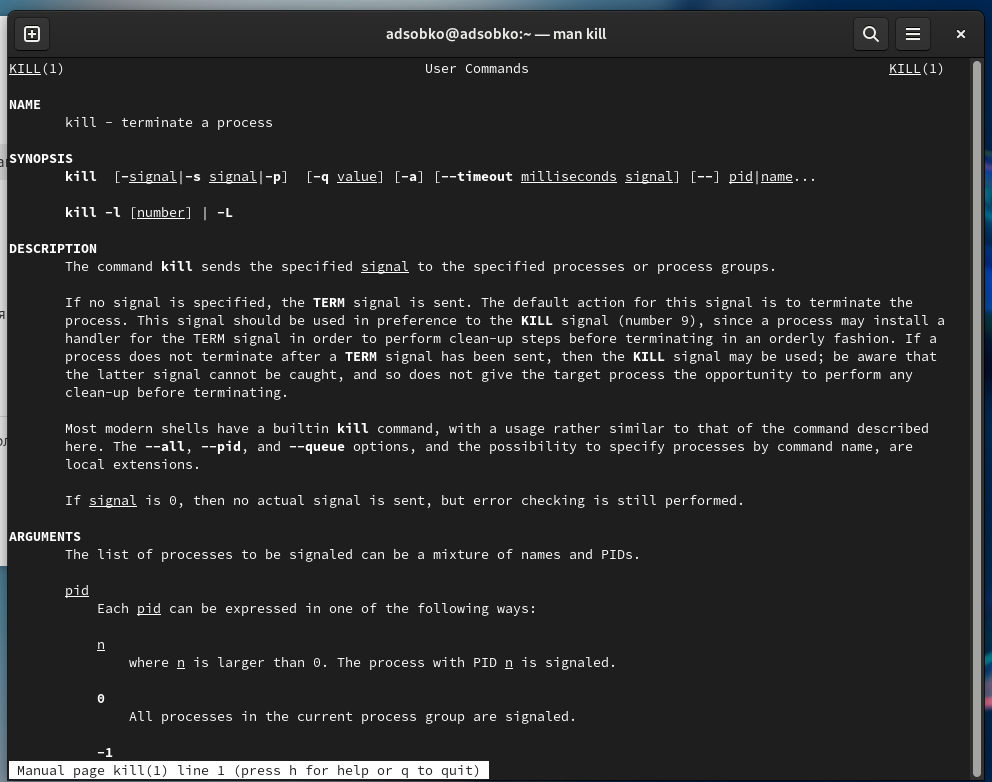 adsobko@adsobko:~ — man kill
KILL(1) User Commands KILL(1)
NAME
kill - terminate a process
SYNOPSIS
kill [-signal|-s signal|-p] [-q value] [-a] [--timeout milliseconds signal] [--] pid|name...
kill -l [number] | -L
DESCRIPTION
The command kill sends the specified signal to the specified processes or process groups.
If no signal is specified, the TERM signal is sent. The default action for this signal is to terminate the
process. This signal should be used in preference to the KILL signal (number 9), since a process may install a
handler for the TERM signal in order to perform clean-up steps before terminating in an orderly fashion. If a
process does not terminate after a TERM signal has been sent, then the KILL signal may be used; be aware that
the latter signal cannot be caught, and so does not give the target process the opportunity to perform any
clean-up before terminating.
Most modern shells have a builtin kill command, with a usage rather similar to that of the command described
here. The --all, --pid, and --queue options, and the possibility to specify processes by command name, are
local extensions.
If signal is 0, then no actual signal is sent, but error checking is still performed.
ARGUMENTS
The list of processes to be signaled can be a mixture of names and PIDs.
pid
Each pid can be expressed in one of the following ways:
n
where n is larger than 0. The process with PID n is signaled.
0
All processes in the current process group are signaled.
-1
Manual page kill(1) line 1 (press h for help or q to quit)